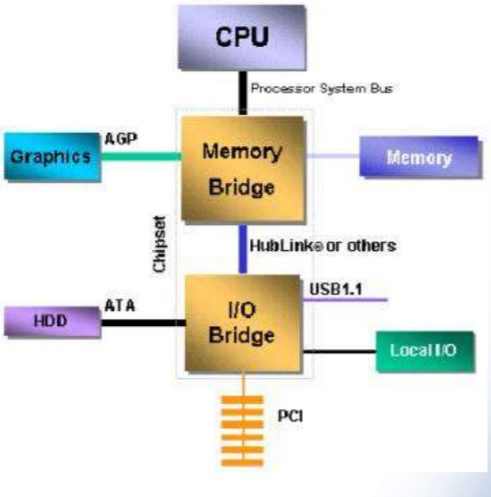 CPU
Processor System Bus
AGP
Graphics
Memory
Bridge
Memory
Chipset
HubLink® or others
USB1.1
ATA
HDD
I/O
Bridge
Local I/O
PCI